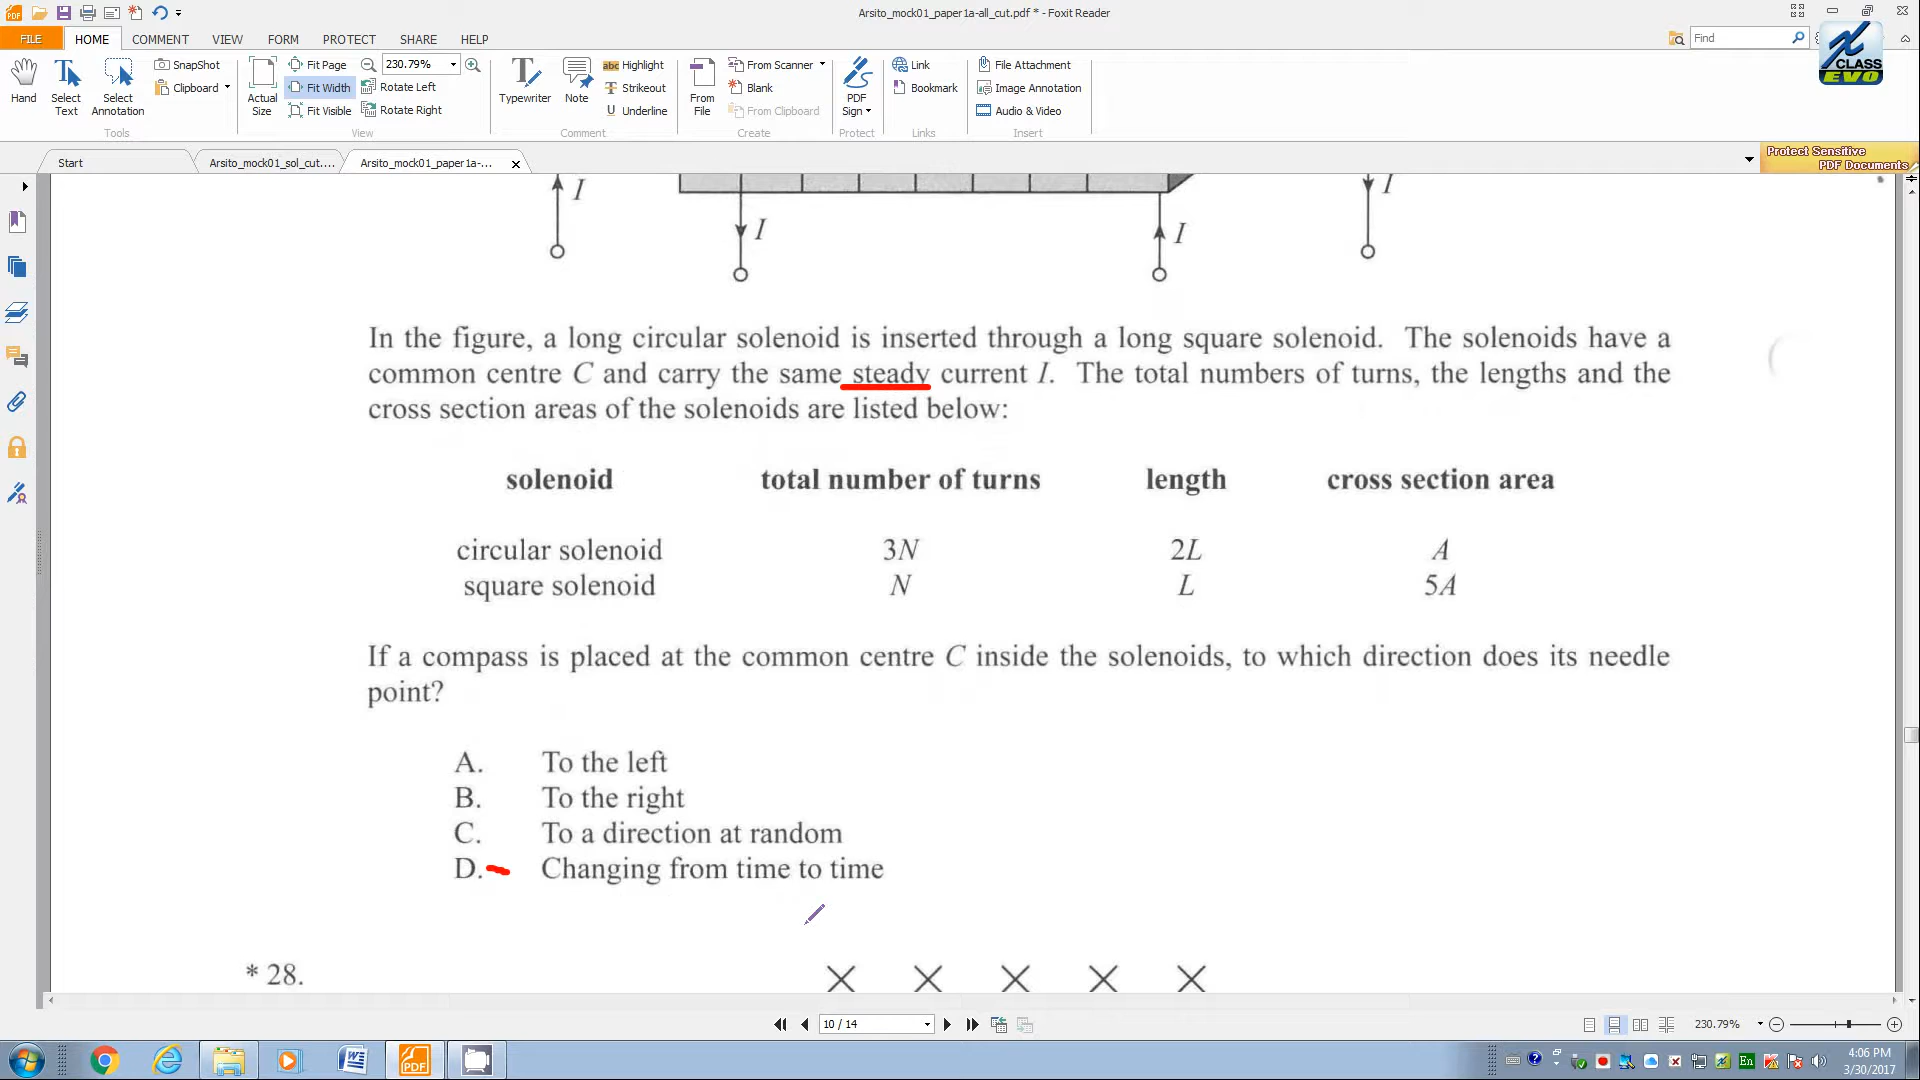 Arsito_mock01_paper1a-all_cut.pdf * - Foxit Reader
FILE HOME COMMENT VIEW FORM PROTECT SHARE HELP
Find
CLASS
EVO
Hand
Select
Text
Select
Annotation
SnapShot
Clipboard
Tools
Actual
Size
Fit Page
Fit Width
Fit Visible
230.79%
Rotate Left
Rotate Right
View
Typewriter
Note
Highlight
Strikeout
Underline
Comment
From
File
From Scanner
Blank
From Clipboard
Create
PDF
Sign
Protect
Link
Bookmark
Links
File Attachment
Image Annotation
Audio & Video
Insert
Start
Arsito_mock01_sol_cut....
Arsito_mock01_paper1a-...
Protect Sensitive
PDF Documents
I I
I I
In the figure, a long circular solenoid is inserted through a long square solenoid. The solenoids have a
common centre C and carry the same steady current I. The total numbers of turns, the lengths and the
cross section areas of the solenoids are listed below:
solenoid total number of turns length cross section area
circular solenoid 3N 2L A
square solenoid N L 5A
If a compass is placed at the common centre C inside the solenoids, to which direction does its needle
point?
A. To the left
B. To the right
C. To a direction at random
D. Changing from time to time
* 28.
10 / 14
230.79%
En
4:06 PM
3/30/2017